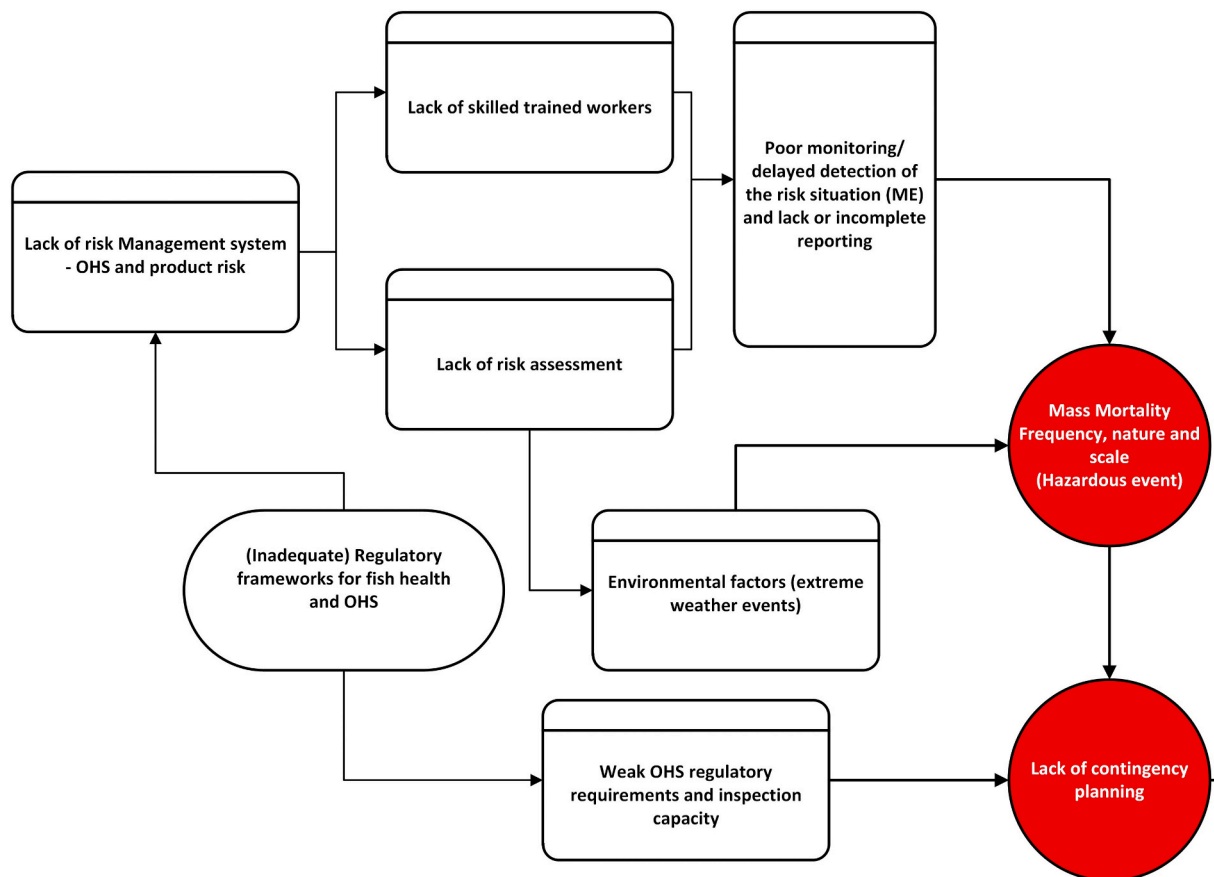 Lack of skilled trained workers
Poor monitoring/
delayed detection of
the risk situation (ME)
and lack or incomplete
reporting
Lack of risk Management system
- OHS and product risk
Lack of risk assessment
Mass Mortality
Frequency, nature and
scale
(Hazardous event)
(Inadequate) Regulatory
frameworks for fish health
and OHS
Environmental factors (extreme
weather events)
Weak OHS regulatory
requirements and inspection
capacity
Lack of contingency
planning